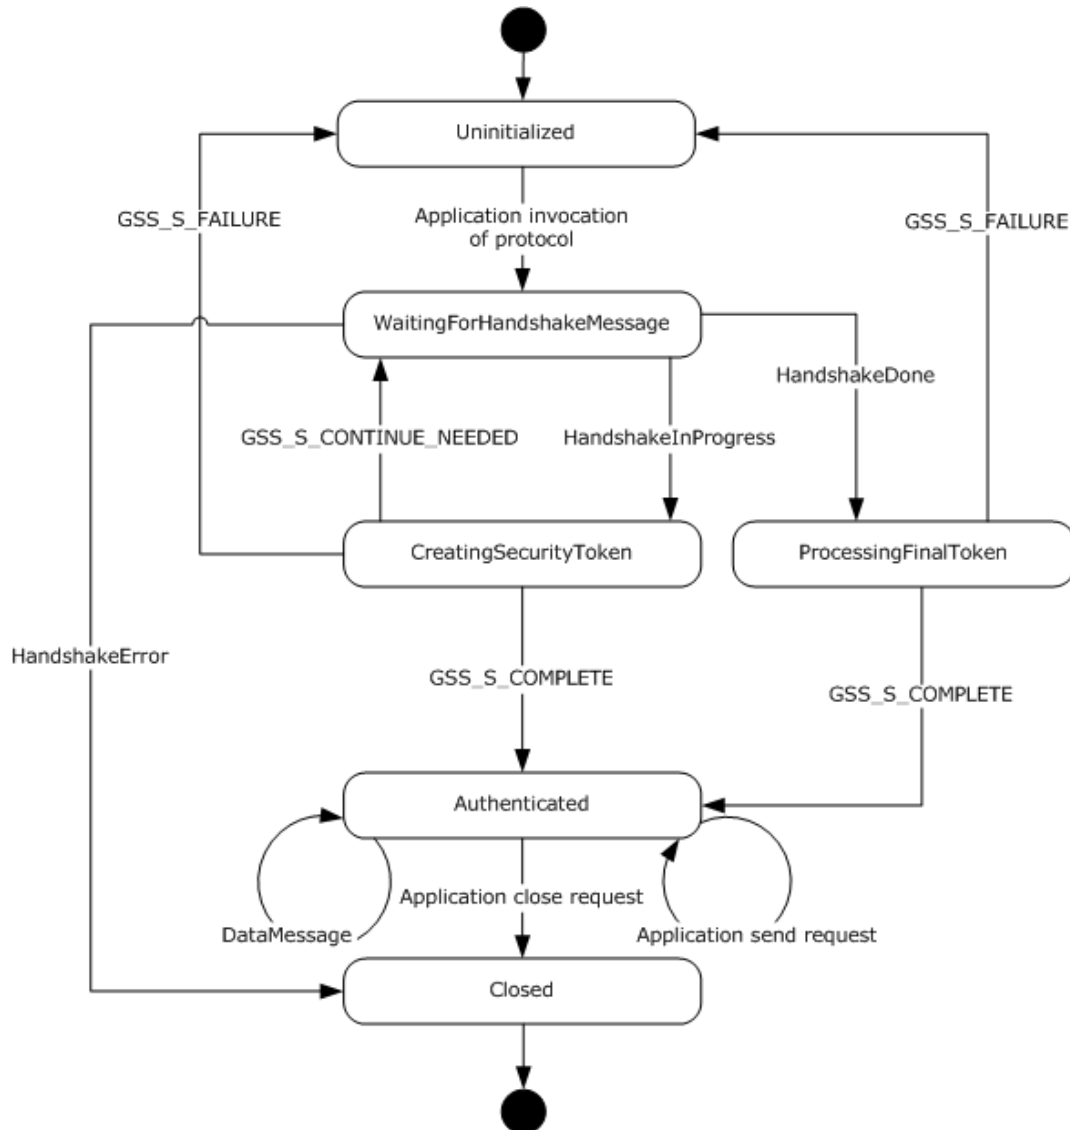 Uninitialized
GSS_S_FAILURE
Application invocation
of protocol
GSS_S_FAILURE
WaitingForHandshakeMessage
HandshakeDone
GSS_S_CONTINUE_NEEDED
HandshakeInProgress
CreatingSecurityToken
ProcessingFinalToken
HandshakeError
GSS_S_COMPLETE
GSS_S_COMPLETE
Authenticated
Application close request
DataMessage
Application send request
Closed